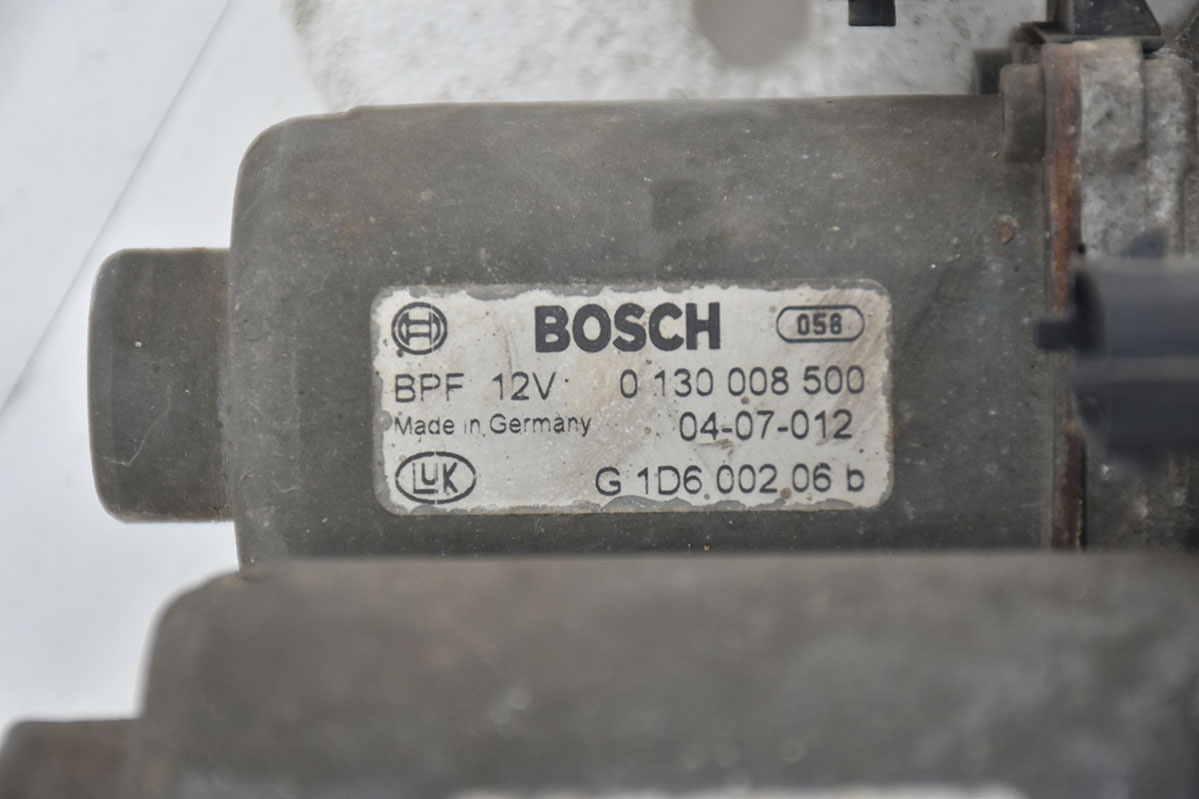 BOSCH 058
BPF 12V 0 130 008 500
Made in Germany 04-07-012
LUK G 1D6 002 06 b